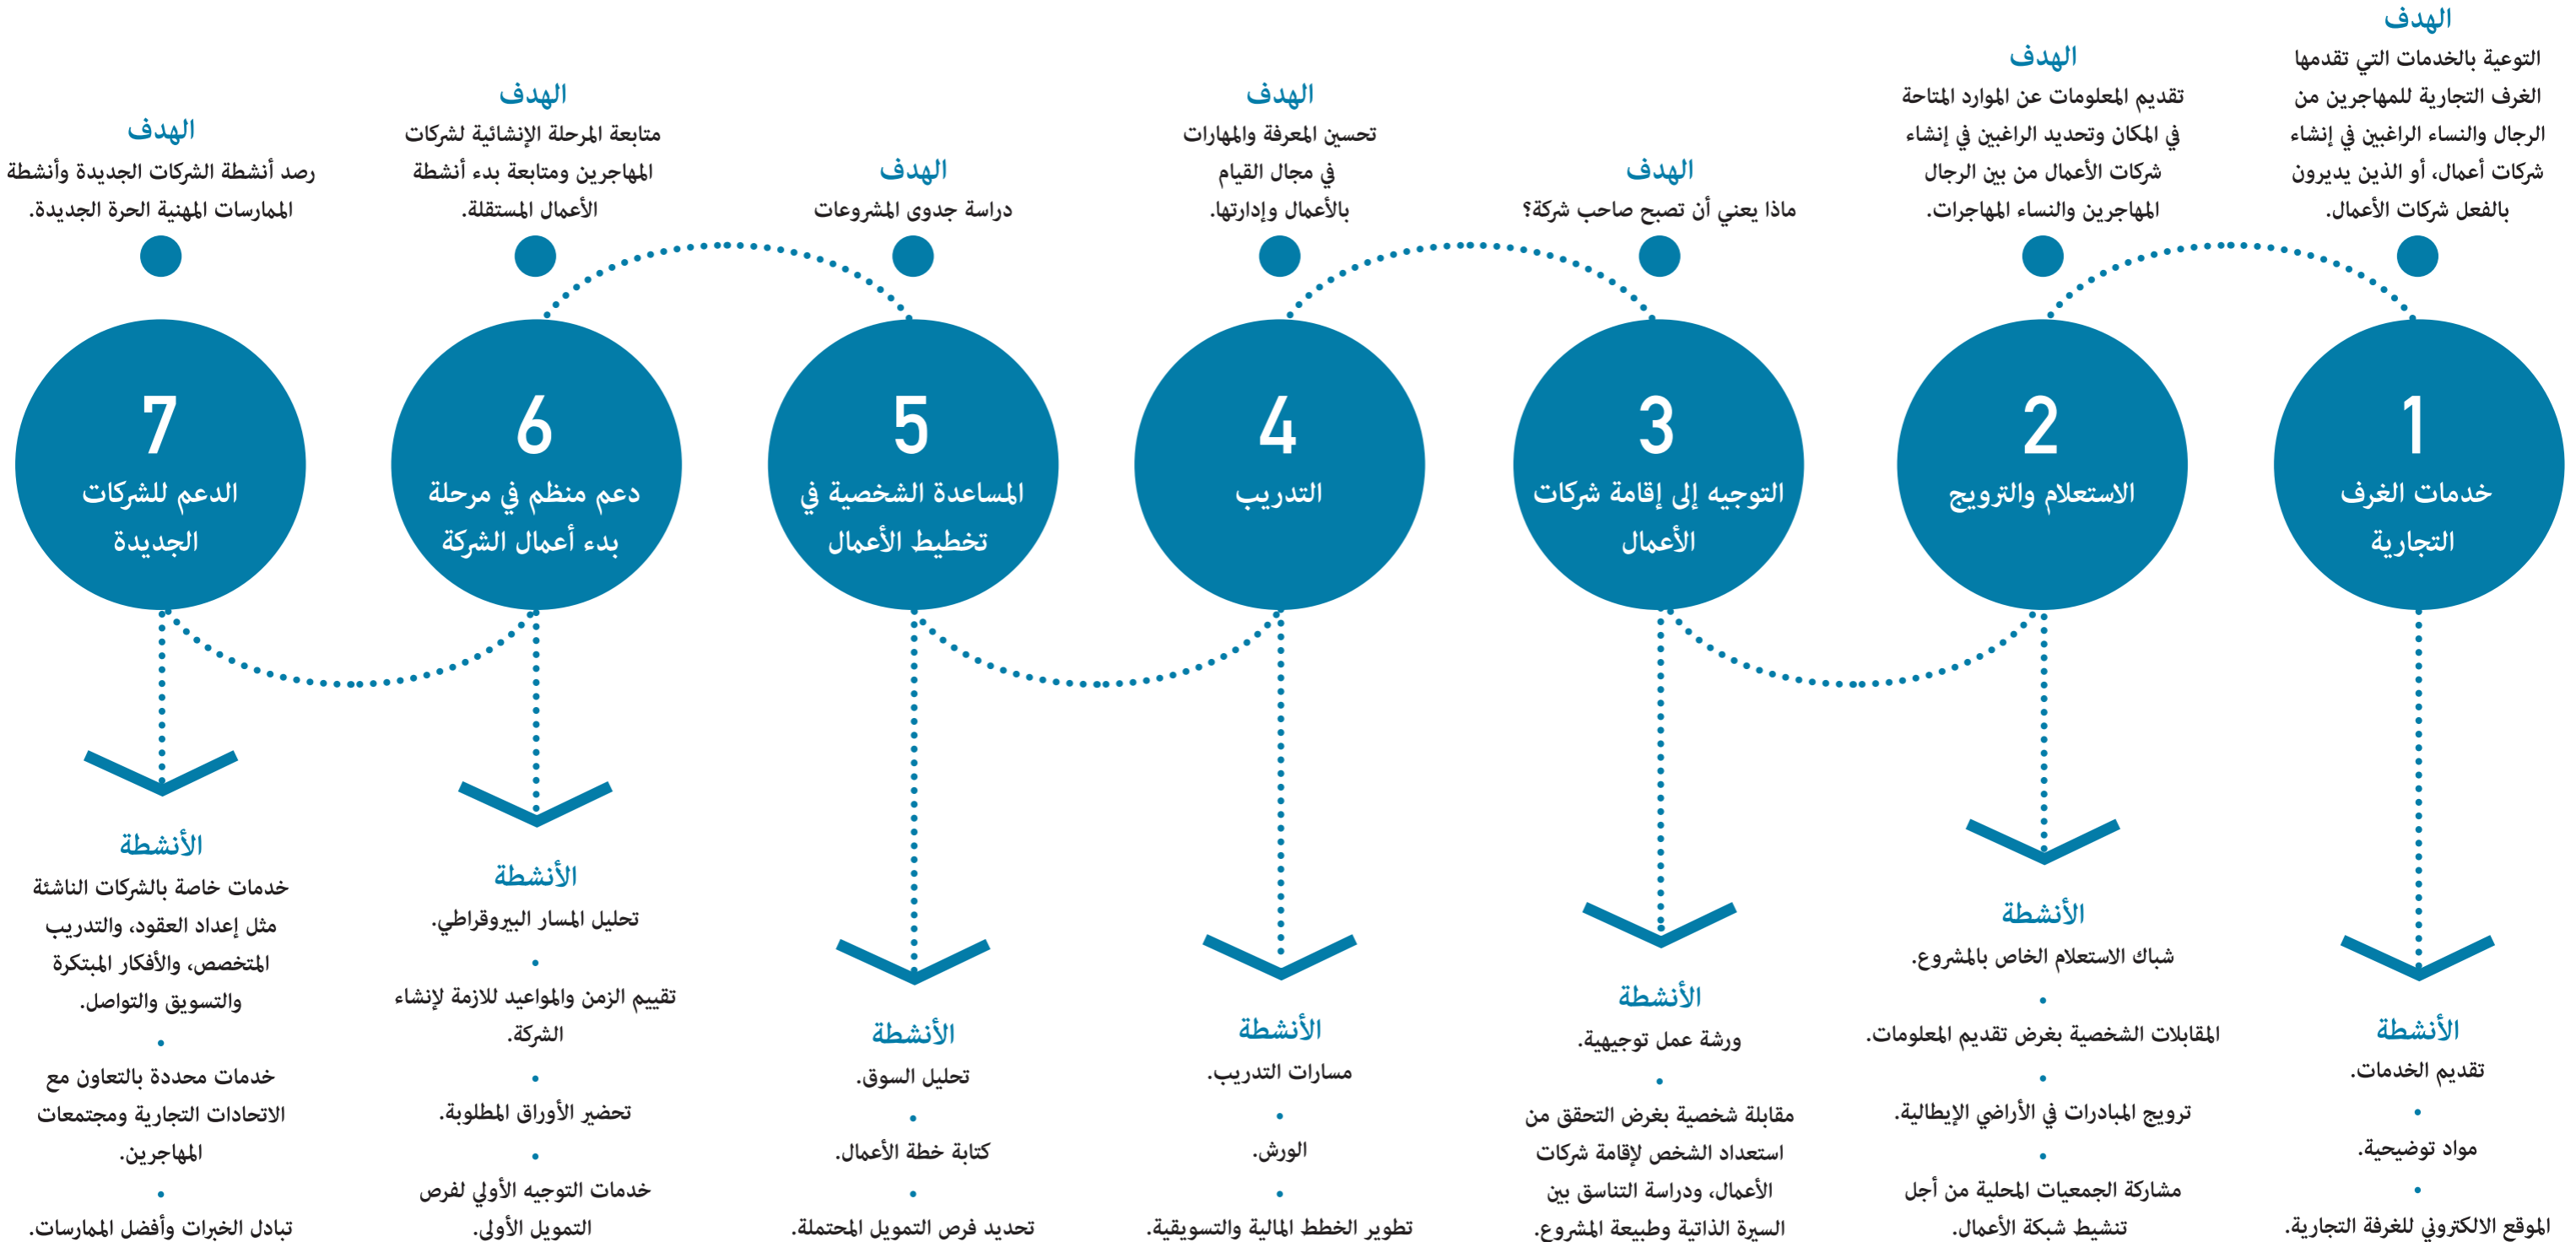 الهدف
التوعية بالخدمات التي تقدمها
الغرف التجارية للمهاجرين من
الرجال والنساء الراغبين في إنشاء
شركات أعمال، أو الذين يديرون
بالفعل شركات الأعمال.
1
خدمات الغرف
التجارية
الأنشطة
تقديم الخدمات.
•
مواد توضيحية.
•
الموقع الالكتروني للغرفة التجارية.
الهدف
تقديم المعلومات عن الموارد المتاحة
في المكان وتحديد الراغبين في إنشاء
شركات الأعمال من بين الرجال
المهاجرين والنساء المهاجرات.
2
الاستعلام والترويج
الأنشطة
شباك الاستعلام الخاص بالمشروع.
•
المقابلات الشخصية بغرض تقديم المعلومات.
•
ترويج المبادرات في الأراضي الإيطالية.
•
مشاركة الجمعيات المحلية من أجل
تنشيط شبكة الأعمال.
الهدف
ماذا يعني أن تصبح صاحب شركة؟
3
التوجيه إلى إقامة شركات
الأعمال
الأنشطة
ورشة عمل توجيهية.
•
مقابلة شخصية بغرض التحقق من
استعداد الشخص لإقامة شركات
الأعمال، ودراسة التناسق بين
السيرة الذاتية وطبيعة المشروع.
الهدف
تحسين المعرفة والمهارات
في مجال القيام
بالأعمال وإدارتها.
4
التدريب
الأنشطة
مسارات التدريب.
•
الورش.
•
تطوير الخطط المالية والتسويقية.
الهدف
دراسة جدوى المشروعات
5
المساعدة الشخصية في
تخطيط الأعمال
الأنشطة
تحليل السوق.
•
كتابة خطة الأعمال.
•
تحديد فرص التمويل المحتملة.
الهدف
متابعة المرحلة الإنشائية لشركات
المهاجرين ومتابعة بدء أنشطة
الأعمال المستقلة.
6
دعم منظم في مرحلة
بدء أعمال الشركة
الأنشطة
تحليل المسار البيروقراطي.
•
تقييم الزمن والمواعيد للازمة لإنشاء
الشركة.
•
تحضير الأوراق المطلوبة.
•
خدمات التوجيه الأولي لفرص
التمويل الأولى.
الهدف
رصد أنشطة الشركات الجديدة وأنشطة
الممارسات المهنية الحرة الجديدة.
7
الدعم للشركات
الجديدة
الأنشطة
خدمات خاصة بالشركات الناشئة
مثل إعداد العقود، والتدريب
المتخصص، والأفكار المبتكرة
والتسويق والتواصل.
•
خدمات محددة بالتعاون مع
الاتحادات التجارية ومجتمعات
المهاجرين.
•
تبادل الخبرات وأفضل الممارسات.